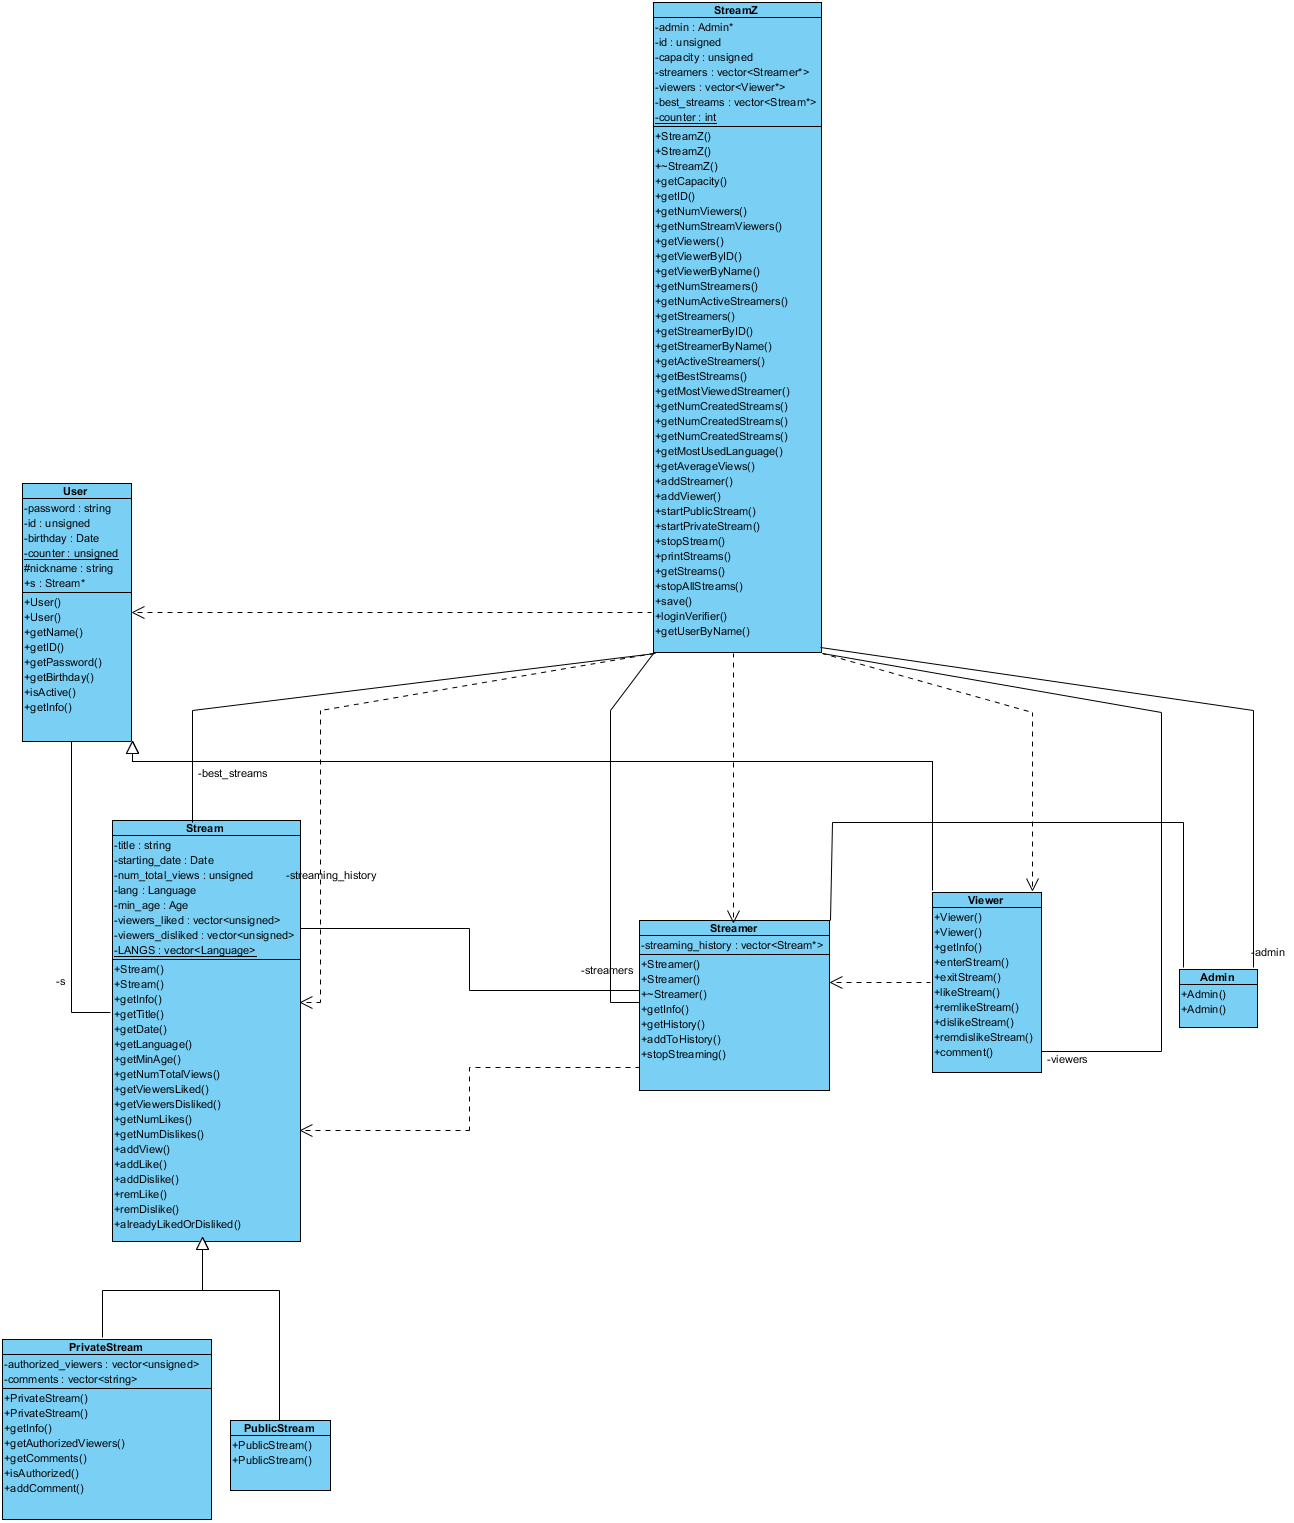 StreamZ
-admin : Admin*
-id : unsigned
-capacity : unsigned
-streamers : vector<Streamer*>
-viewers : vector<Viewer*>
-best_streams : vector<Stream*>
-counter : int
+StreamZ()
+StreamZ()
+~StreamZ()
+getCapacity()
+getID()
+getNumViewers()
+getNumStreamViewers()
+getViewers()
+getViewerByID()
+getViewerByName()
+getNumStreamers()
+getNumActiveStreamers()
+getStreamers()
+getStreamerByID()
+getStreamerByName()
+getActiveStreamers()
+getBestStreams()
+getMostViewedStreamer()
+getNumCreatedStreams()
+getNumCreatedStreams()
+getNumCreatedStreams()
+getMostUsedLanguage()
+getAverageViews()
+addStreamer()
+addViewer()
+startPublicStream()
+startPrivateStream()
+stopStream()
+printStreams()
+getStreams()
+stopAllStreams()
+save()
+loginVerifier()
+getUserByName()
User
-password : string
-id : unsigned
-birthday : Date
-counter : unsigned
#nickname : string
+s : Stream*
+User()
+User()
+getName()
+getID()
+getPassword()
+getBirthday()
+isActive()
+getInfo()
-best_streams
Stream
-title : string
-starting_date : Date
-num_total_views : unsigned
-lang : Language
-min_age : Age
-viewers_liked : vector<unsigned>
-viewers_disliked : vector<unsigned>
-LANGS : vector<Language>
+Stream()
+Stream()
+getInfo()
+getTitle()
+getDate()
+getLanguage()
+getMinAge()
+getNumTotalViews()
+getViewersLiked()
+getViewersDisliked()
+getNumLikes()
+getNumDislikes()
+addView()
+addLike()
+addDislike()
+remLike()
+remDislike()
+alreadyLikedOrDisliked()
-s
-streaming_history
-streamers
Streamer
-streaming_history : vector<Stream*>
+Streamer()
+Streamer()
+~Streamer()
+getInfo()
+getHistory()
+addToHistory()
+stopStreaming()
Viewer
+Viewer()
+Viewer()
+getInfo()
+enterStream()
+exitStream()
+likeStream()
+remlikeStream()
+dislikeStream()
+remdislikeStream()
+comment()
-viewers
-admin
Admin
+Admin()
+Admin()
PrivateStream
-authorized_viewers : vector<unsigned>
-comments : vector<string>
+PrivateStream()
+PrivateStream()
+getInfo()
+getAuthorizedViewers()
+getComments()
+isAuthorized()
+addComment()
PublicStream
+PublicStream()
+PublicStream()